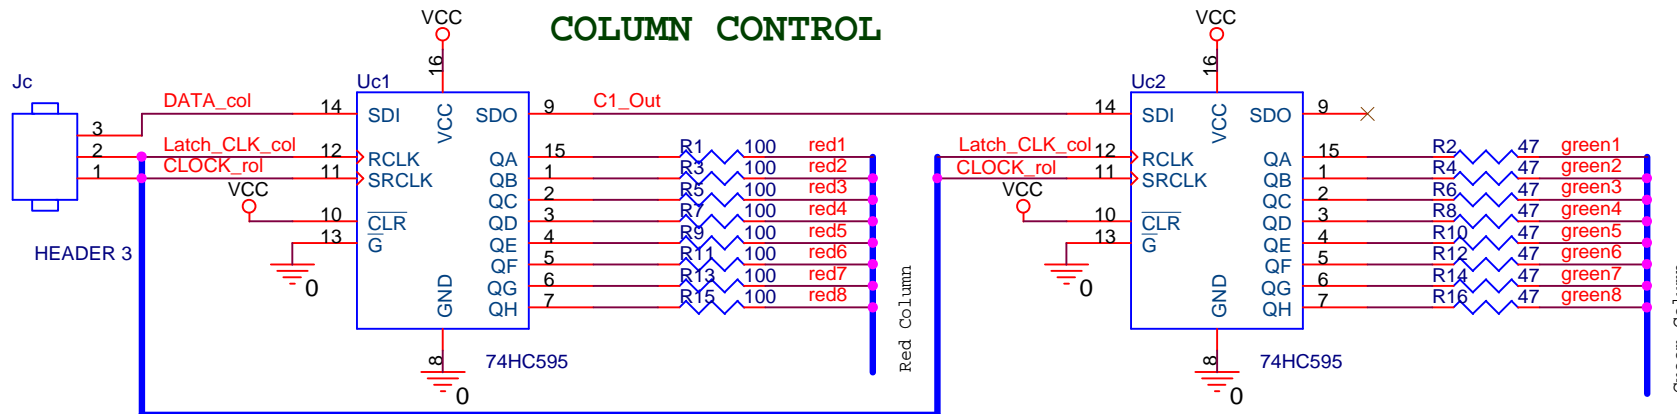 COLUMN CONTROL
VCC
VCC
16
16
Jc
Uc1
Uc2
DATA_col
14
SDI
VCC
SDO
9
C1_Out
14
SDI
VCC
SDO
9
3
2
Latch_CLK_col
12
RCLK
QA
15
R1
100
red1
Latch_CLK_col
12
RCLK
QA
15
R2
47
green1
1
CLOCK_rol
11
SRCLK
QB
1
R3
100
red2
CLOCK_rol
11
SRCLK
QB
1
R4
47
green2
VCC
QC
2
R5
100
red3
VCC
QC
2
R6
47
green3
10
CLR
QD
3
R7
100
red4
10
CLR
QD
3
R8
47
green4
13
G
QE
4
R9
100
red5
13
G
QE
4
R10
47
green5
HEADER 3
QF
5
R11
100
red6
QF
5
R12
47
green6
0
QG
6
R13
100
red7
0
QG
6
R14
47
green7
GND
QH
7
R15
100
red8
GND
QH
7
R16
47
green8
Red Column
8
74HC595
0
8
74HC595
0